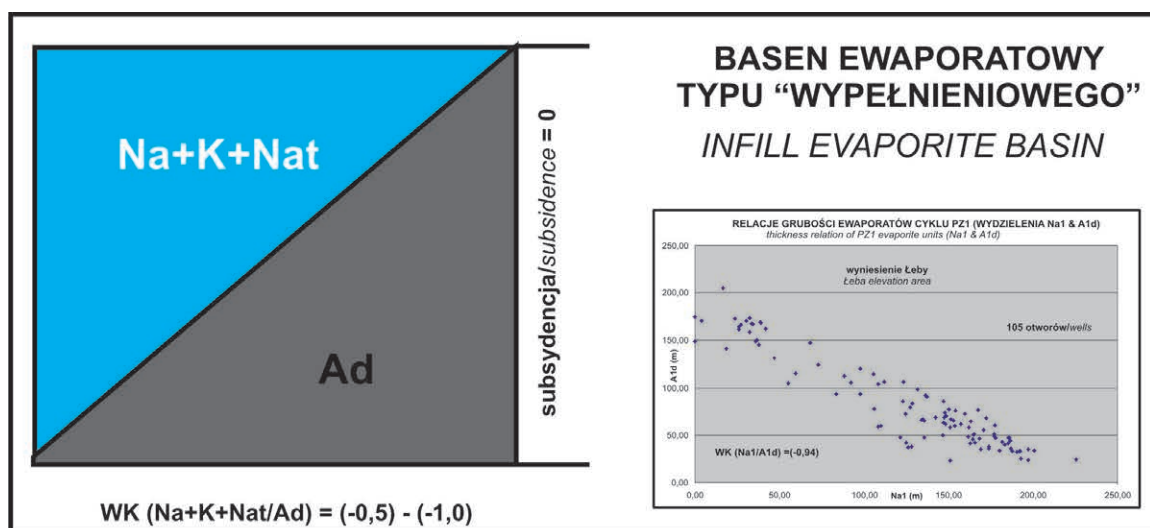 Na+K+Nat
Ad
subsydencja/subsidence = 0
WK (Na+K+Nat/Ad) = (-0,5) - (-1,0)
BASEN EWAPORATOWY
TYPU “WYPEŁNIENIOWEGO”
INFILL EVAPORITE BASIN
RELACJE GRUBOŚCI EWAPORATÓW CYKLU PZ1 (WYDZIELENIA Na1 & A1d)
thickness relation of PZ1 evaporite units (Na1 & A1d)
250,00
200,00
150,00
100,00
50,00
0,00
A1d (m)
wyniesienie Łeby
Łeba elevation area
105 otworów/wells
WK (Na1/A1d) =(-0,94)
0,00 50,00 100,00 150,00 200,00 250,00
Na1 (m)